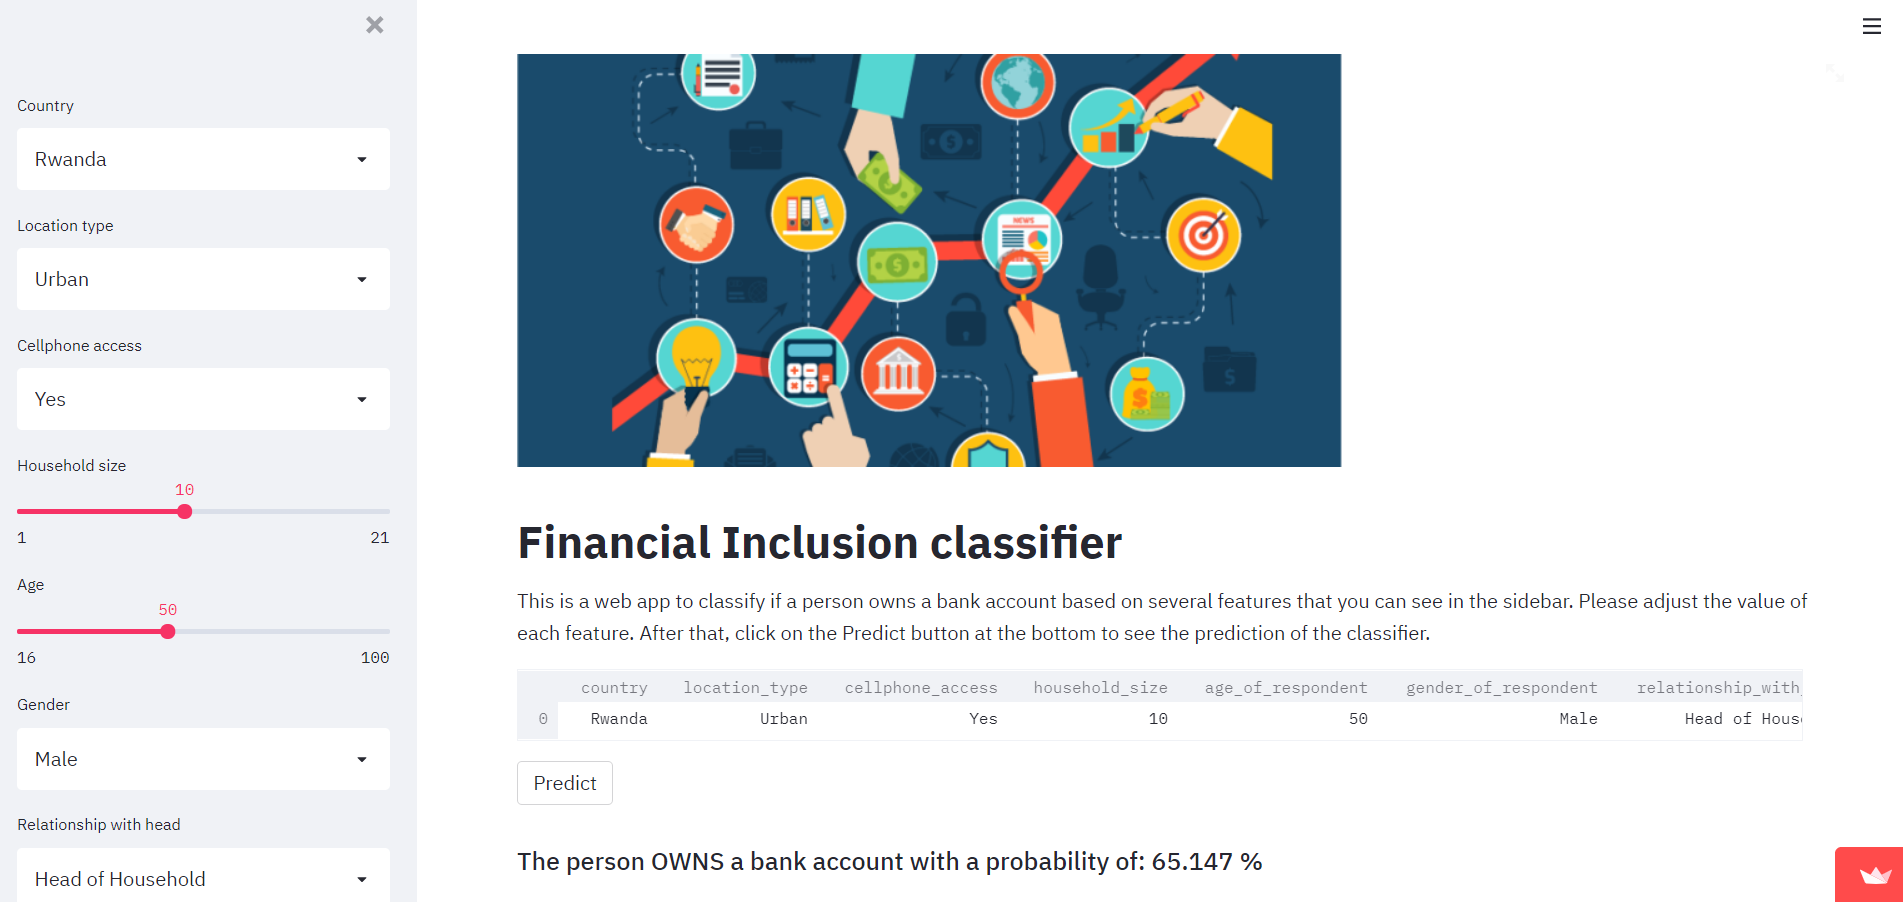 Country
Rwanda
Location type
Urban
Cellphone access
Yes
Household size
10
1 21
Age
50
16 100
Gender
Male
Relationship with head
Head of Household
NEWS
Financial Inclusion classifier
This is a web app to classify if a person owns a bank account based on several features that you can see in the sidebar. Please adjust the value of
each feature. After that, click on the Predict button at the bottom to see the prediction of the classifier.
country location_type cellphone_access household_size age_of_respondent gender_of_respondent relationship_with_
0 Rwanda Urban Yes 10 50 Male Head of House
Predict
The person OWNS a bank account with a probability of: 65.147 %